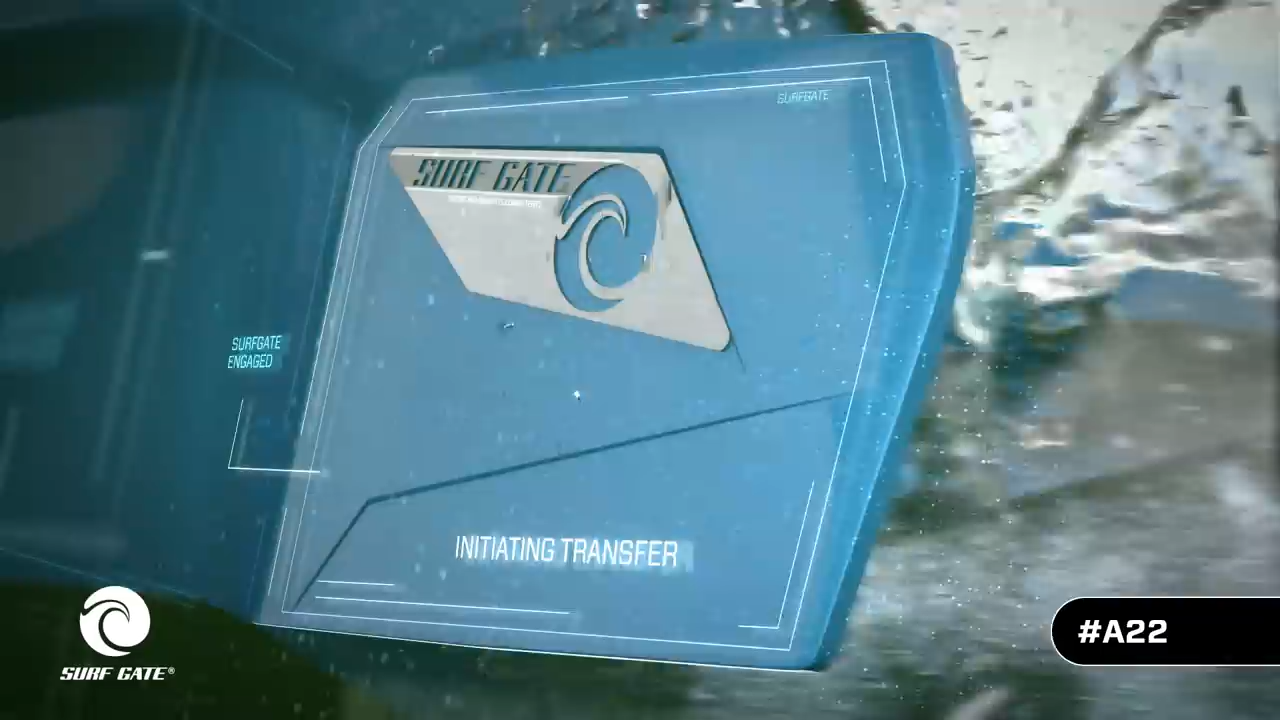 SURFGATE
SURF GATE
SURFGATE
ENGAGED
INITIATING TRANSFER
#A22
SURF GATE®